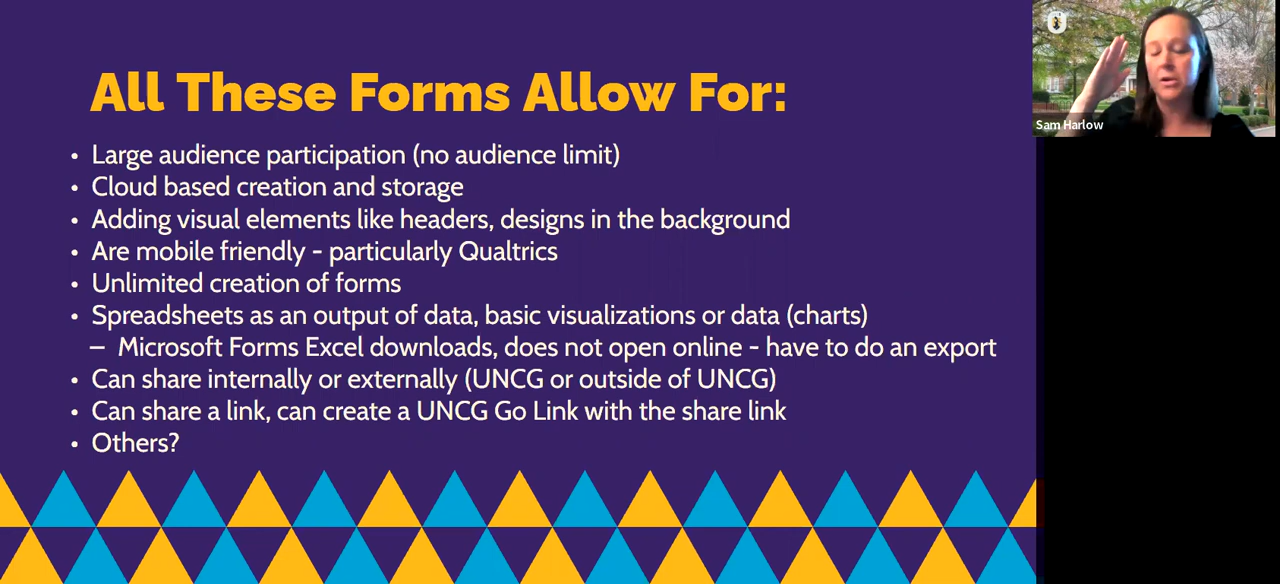 All These Forms Allow For:
• Large audience participation (no audience limit)
• Cloud based creation and storage
• Adding visual elements like headers, designs in the background
• Are mobile friendly - particularly Qualtrics
• Unlimited creation of forms
• Spreadsheets as an output of data, basic visualizations or data (charts)
– Microsoft Forms Excel downloads, does not open online - have to do an export
• Can share internally or externally (UNCG or outside of UNCG)
• Can share a link, can create a UNCG Go Link with the share link
• Others?
Sam Harlow